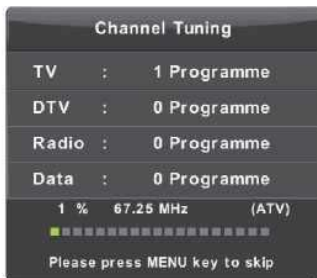 Channel Tuning
TV : 1 Programme
DTV : 0 Programme
Radio : 0 Programme
Data : 0 Programme
1 % 67.25 MHz (ATV)
Please press MENU key to skip